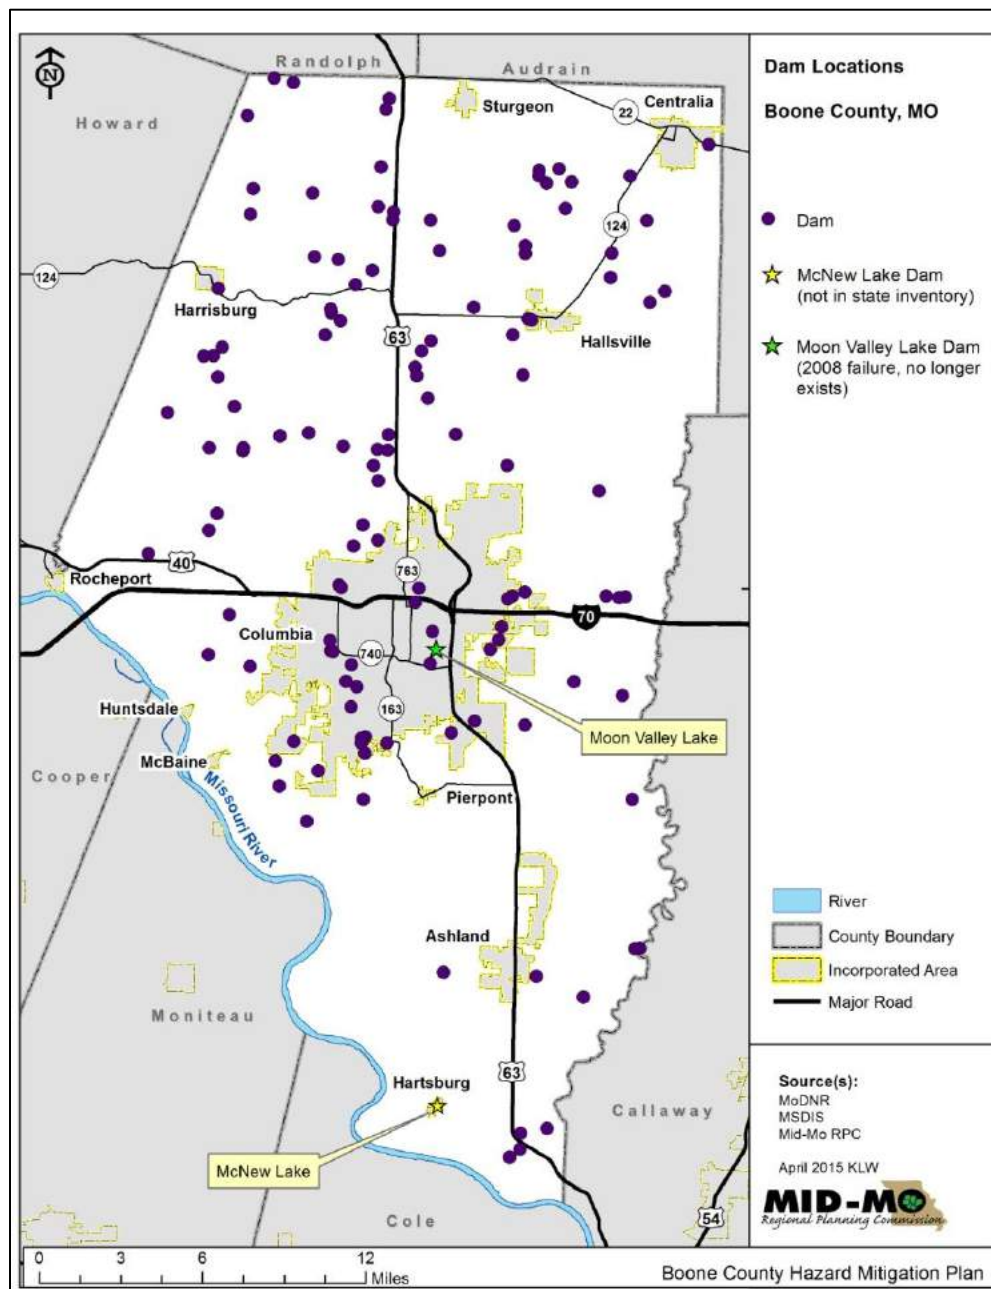 N
Randolph
Audrain
Howard
Sturgeon
Centralia
22
124
124
Harrisburg
Hallsville
63
40
Rocheport
763
70
Columbia
740
163
Moon Valley Lake
Huntsdale
McBaine
Cooper
Missouri River
Pierpont
Ashland
Moniteau
63
Hartsburg
Callaway
McNew Lake
Cole
54
0 3 6 12
Miles
Dam Locations
Boone County, MO
Dam
McNew Lake Dam
(not in state inventory)
Moon Valley Lake Dam
(2008 failure, no longer
exists)
River
County Boundary
Incorporated Area
Major Road
Source(s):
MoDNR
MSDIS
Mid-Mo RPC
April 2015 KLW
MID-MO
Regional Planning Commission
Boone County Hazard Mitigation Plan